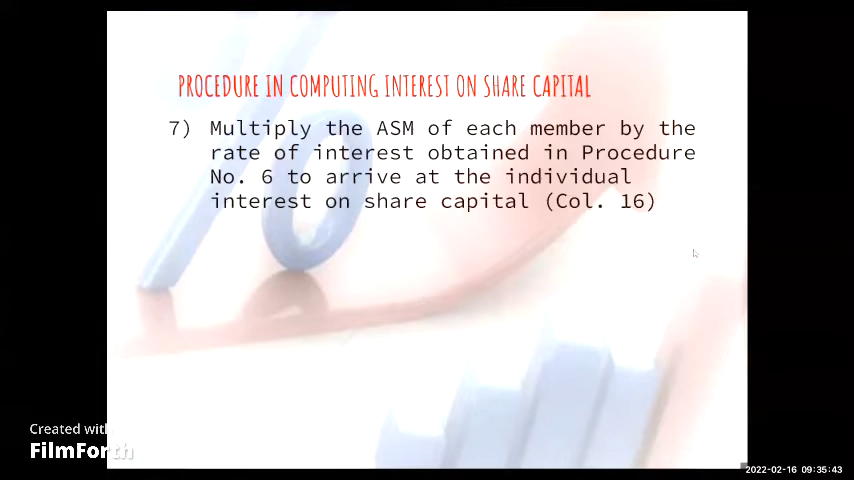 PROCEDURE IN COMPUTING INTEREST ON SHARE CAPITAL
7) Multiply the ASM of each member by the
rate of interest obtained in Procedure
No. 6 to arrive at the individual
interest on share capital (Col. 16)
Created with
FilmForth
2022-02-16 09:35:43